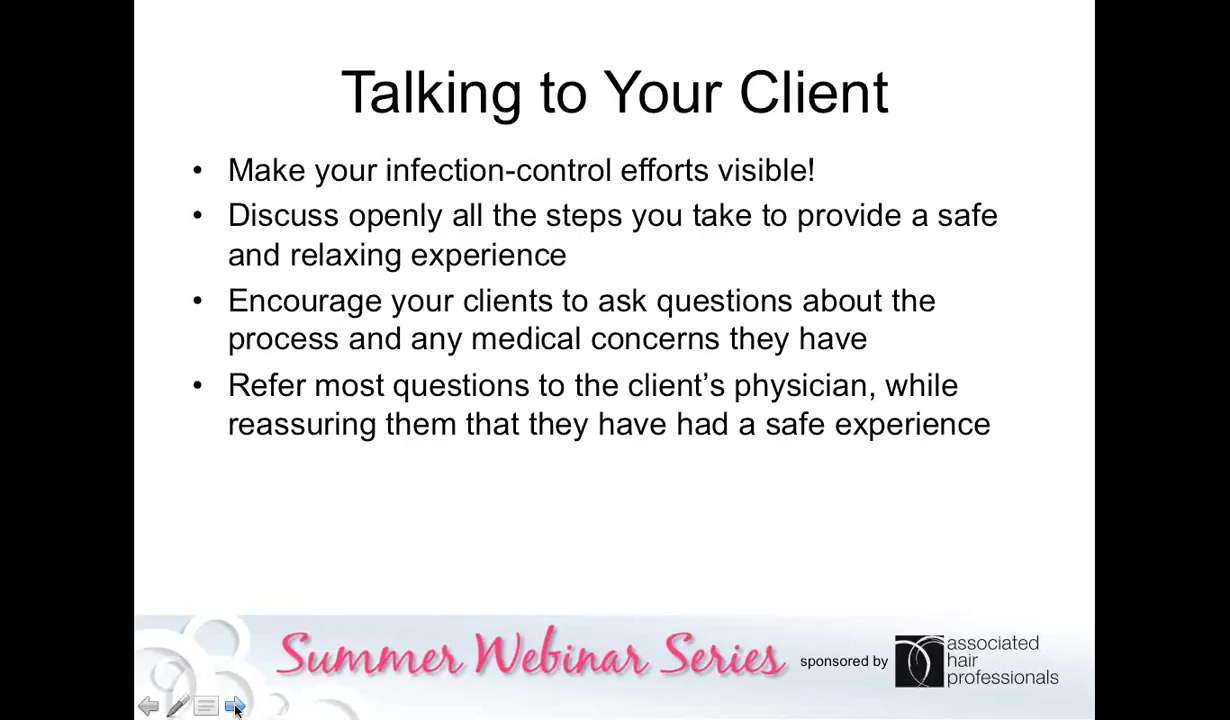 Talking to Your Client
• Make your infection-control efforts visible!
• Discuss openly all the steps you take to provide a safe
and relaxing experience
• Encourage your clients to ask questions about the
process and any medical concerns they have
• Refer most questions to the client’s physician, while
reassuring them that they have had a safe experience
Summer Webinar Series
sponsored by
associated
hair
professionals